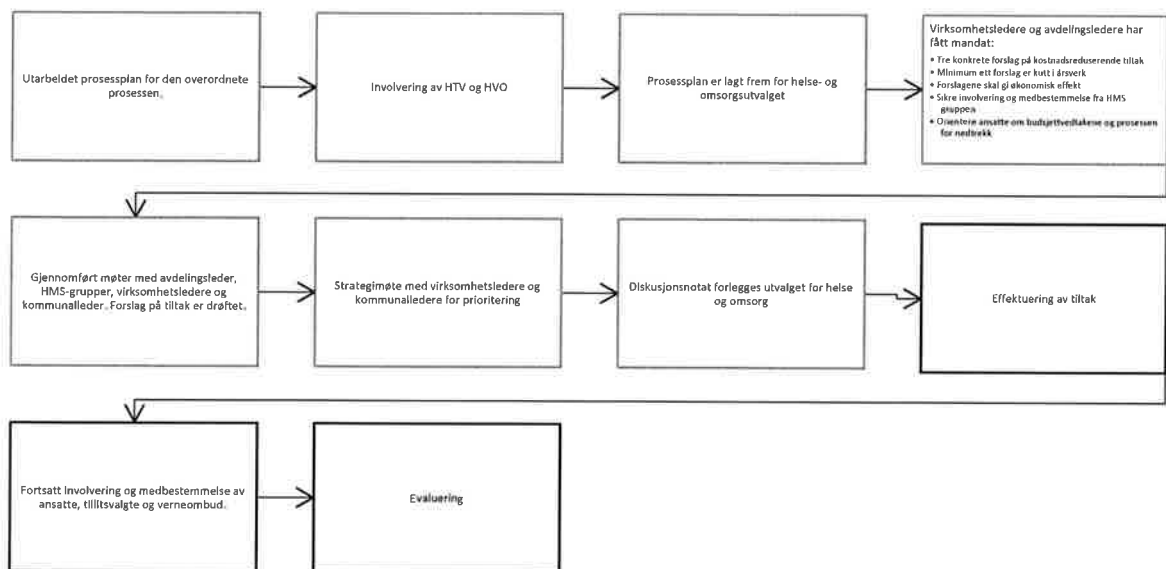 Utarbeidet prosessplan for den overordnete
prosessen.
Involvering av HTV og HVO
Prosessplan er lagt frem for helse- og
omsorgsutvalget
Virksomhetsledere og avdelingsledere har
fått mandat:
• Tre konkrete forslag på kostnadsreduserende tiltak
• Minimum ett forslag er kutt i årsverk
• Forslagene skal gi økonomisk effekt
• Sikre involvering og medbestemmelse fra HMS
gruppen
• Orientere ansatte om budsjettvedtakene og prosessen
for nedtrekk
Gjennomført møter med avdelingsleder,
HMS-grupper, virksomhetsledere og
kommunalleder. Forslag på tiltak er drøftet.
Strategimøte med virksomhetsledere og
kommunalledere for prioritering
Diskusjonsnotat forlegges utvalget for helse
og omsorg
Effektuering av tiltak
Fortsatt involvering og medbestemmelse av
ansatte, tillitsvalgte og verneombud.
Evaluering